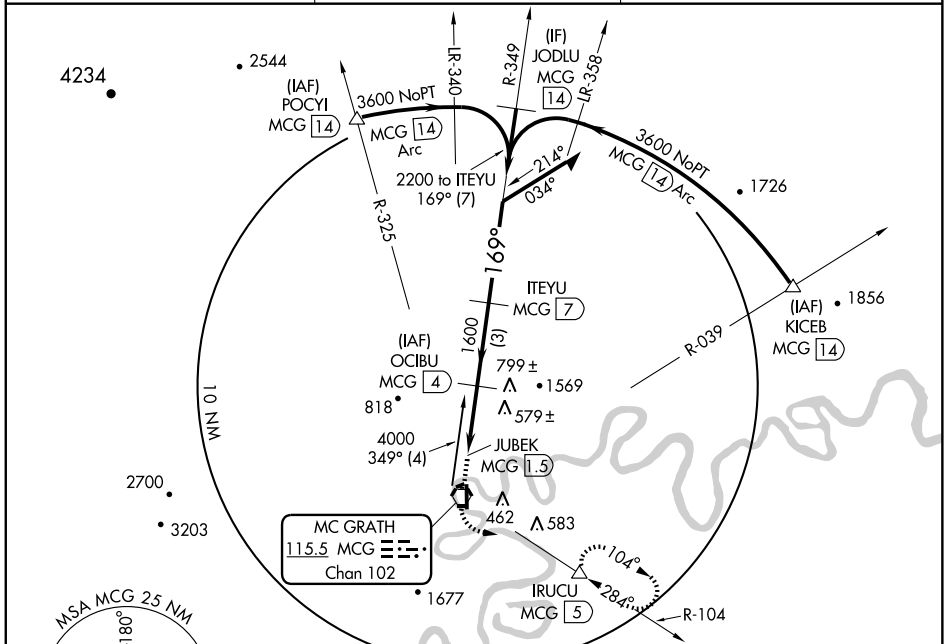 4234
2544
(IAF)
POCYI
MCG 14
3600 NoPT
MCG 14
Arc
LR-340
R-349
(IF)
JODLU
MCG
14
LR-358
3600 NoPT
MCG 14 Arc
1726
2200 to ITEYU
169° (7)
214°
034°
R-325
169°
ITEYU
MCG 7
(IAF)
KICEB
MCG 14
1856
R-039
1600
(3)
(IAF)
OCIBU
MCG 4
799 ±
1569
579 ±
818
10 NM
4000
349° (4)
JUBEK
MCG 1.5
2700
3203
462
583
MC GRATH
115.5 MCG
Chan 102
1677
104°
284°
IRUCU
MCG 5
R-104
MSA MCG 25 NM
180°